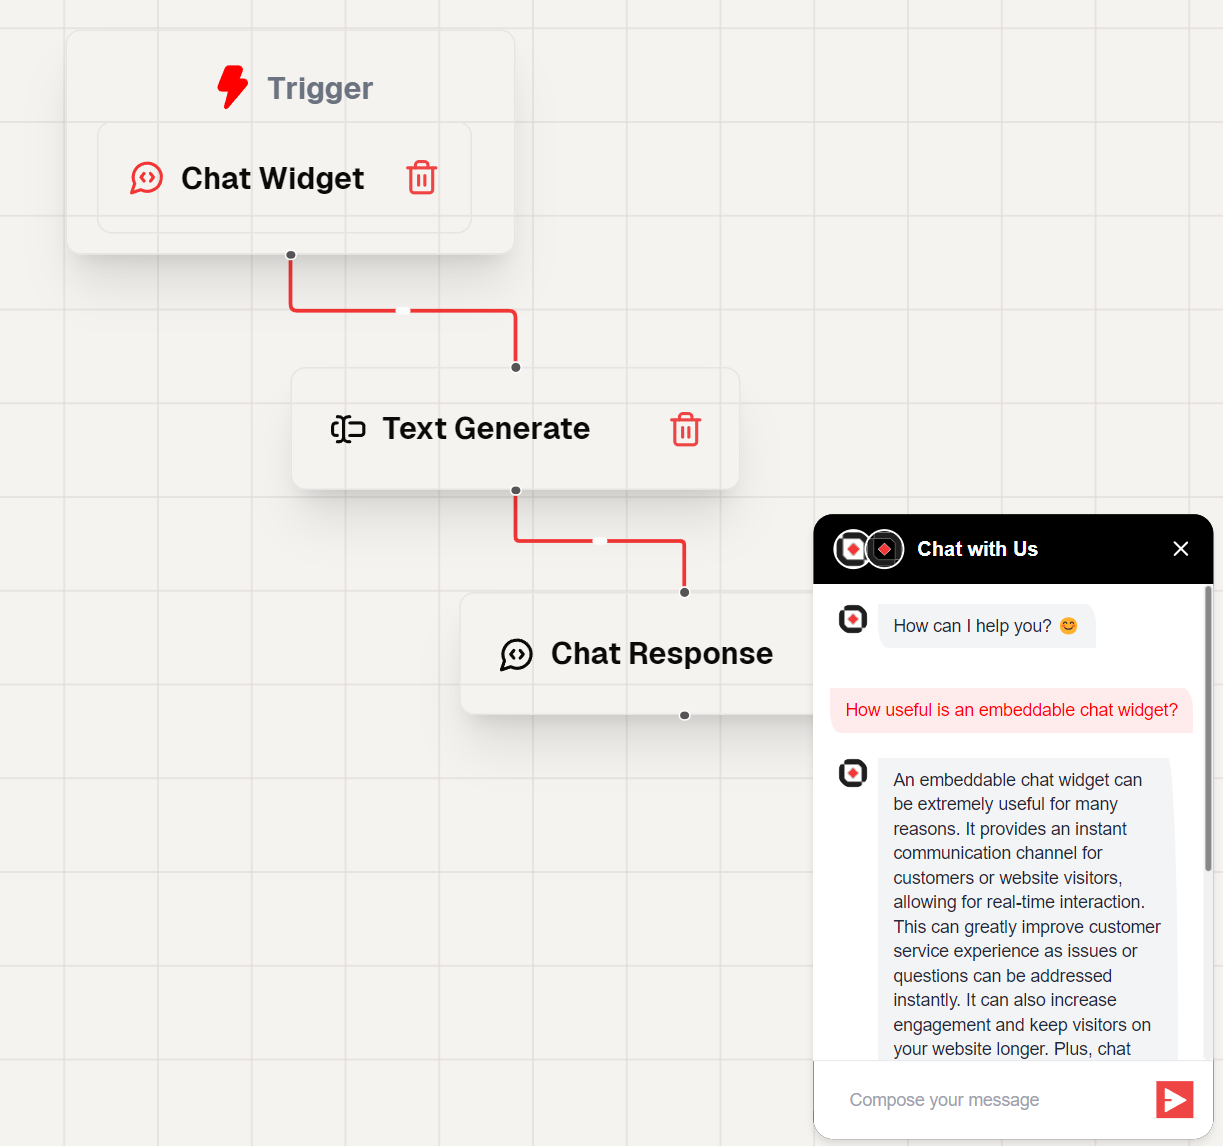 Trigger
Chat Widget
Text Generate
Chat Response
Chat with Us
How can I help you? 😊
How useful is an embeddable chat widget?
An embeddable chat widget can
be extremely useful for many
reasons. It provides an instant
communication channel for
customers or website visitors,
allowing for real-time interaction.
This can greatly improve customer
service experience as issues or
questions can be addressed
instantly. It can also increase
engagement and keep visitors on
your website longer. Plus, chat
Compose your message